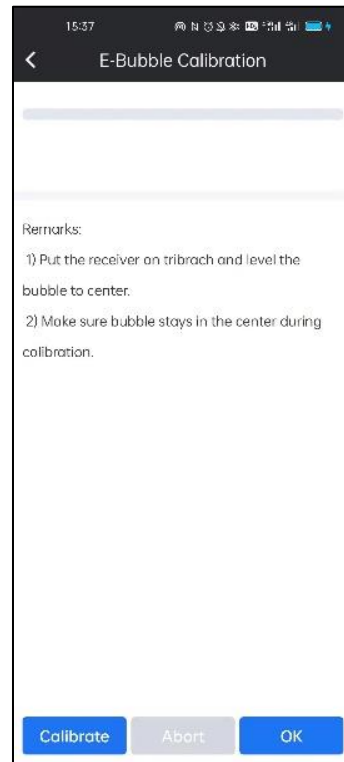 15:37
E-Bubble Calibration
Remarks:
1) Put the receiver on tribrach and level the
bubble to center.
2) Make sure bubble stays in the center during
calibration.
Calibrate Abort OK